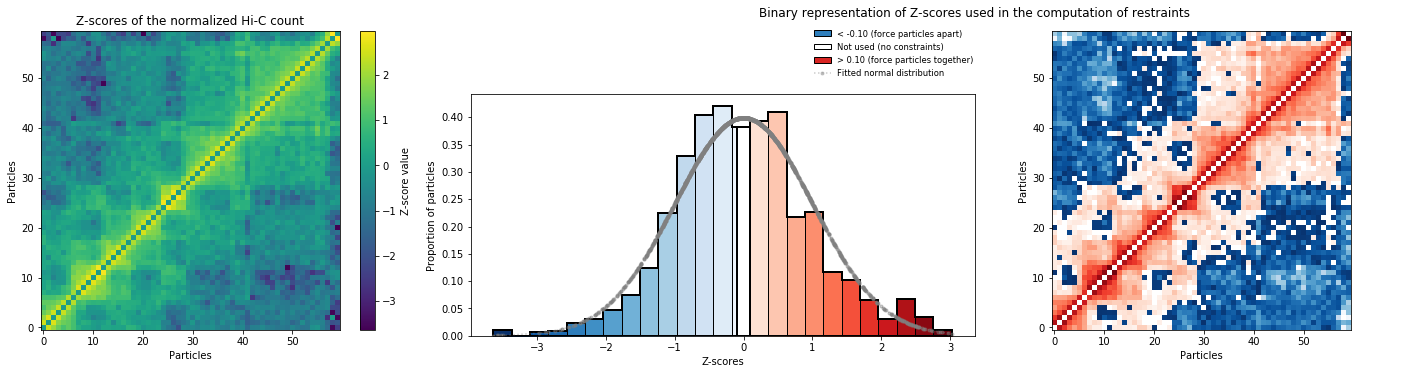 Z-scores of the normalized Hi-C count
50
40
30
20
10
0
Particles
0 10 20 30 40 50
Particles
2
1
0
−1
−2
−3
Z-score value
Binary representation of Z-scores used in the computation of restraints
< -0.10 (force particles apart)
Not used (no constraints)
> 0.10 (force particles together)
Fitted normal distribution
0.40
0.35
0.30
0.25
0.20
0.15
0.10
0.05
0.00
Proportion of particles
−3 −2 −1 0 1 2 3
Z-scores
50
40
30
20
10
0
Particles
0 10 20 30 40 50
Particles